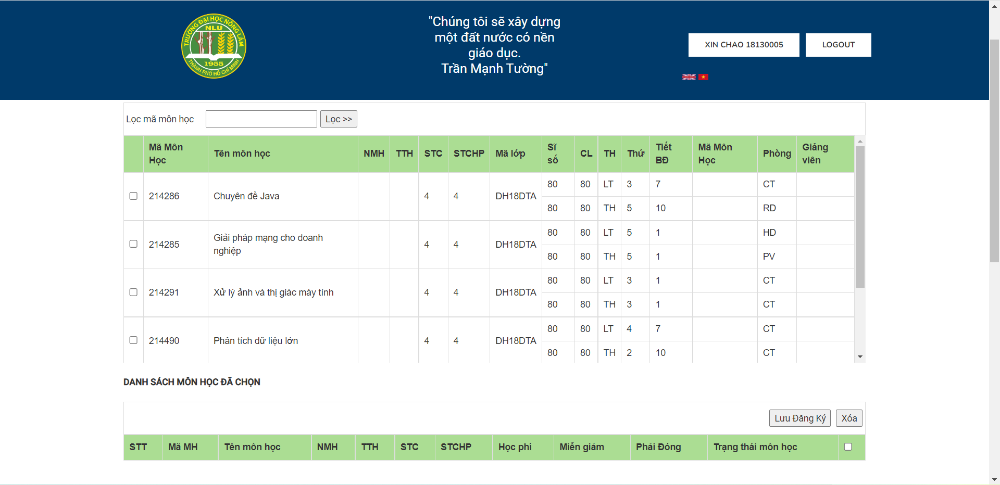 TRƯỜNG ĐẠI HỌC NÔNG LÂM
NLU
1955
THÀNH PHỐ HỒ CHÍ MINH
"Chúng tôi sẽ xây dựng
một đất nước có nền
giáo dục.
Trần Mạnh Tường"
XIN CHAO 18130005
LOGOUT
Lọc mã môn học Lọc >>
Mã Môn Học Tên môn học NMH TTH STC STCHP Mã lớp Sĩ số CL TH Thứ Tiết BĐ Mã Môn Học Phòng Giảng viên
214286 Chuyên đề Java 4 4 DH18DTA 80 80 LT 3 7 CT
80 80 TH 5 10 RD
214285 Giải pháp mạng cho doanh nghiệp 4 4 DH18DTA 80 80 LT 5 1 HD
80 80 TH 5 1 PV
214291 Xử lý ảnh và thị giác máy tính 4 4 DH18DTA 80 80 LT 3 1 CT
80 80 TH 3 1 CT
214490 Phân tích dữ liệu lớn 4 4 DH18DTA 80 80 LT 4 7 CT
80 80 TH 2 10 CT
DANH SÁCH MÔN HỌC ĐÃ CHỌN
Lưu Đăng Ký Xóa
STT Mã MH Tên môn học NMH TTH STC STCHP Học phí Miễn giảm Phải Đóng Trạng thái môn học